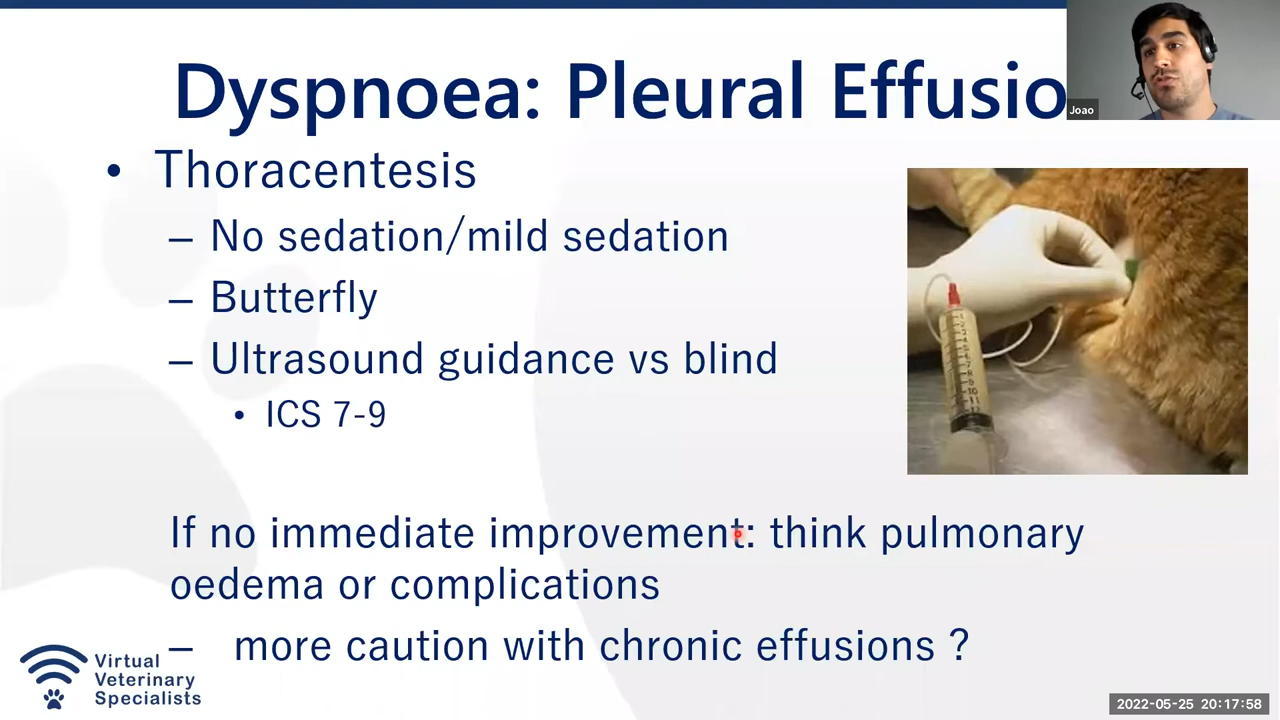 Dyspnoea: Pleural Effusio
Joao
• Thoracentesis
– No sedation/mild sedation
– Butterfly
– Ultrasound guidance vs blind
• ICS 7-9
If no immediate improvement: think pulmonary
oedema or complications
– more caution with chronic effusions ?
Virtual
Veterinary
Specialists
2022-05-25 20:17:58